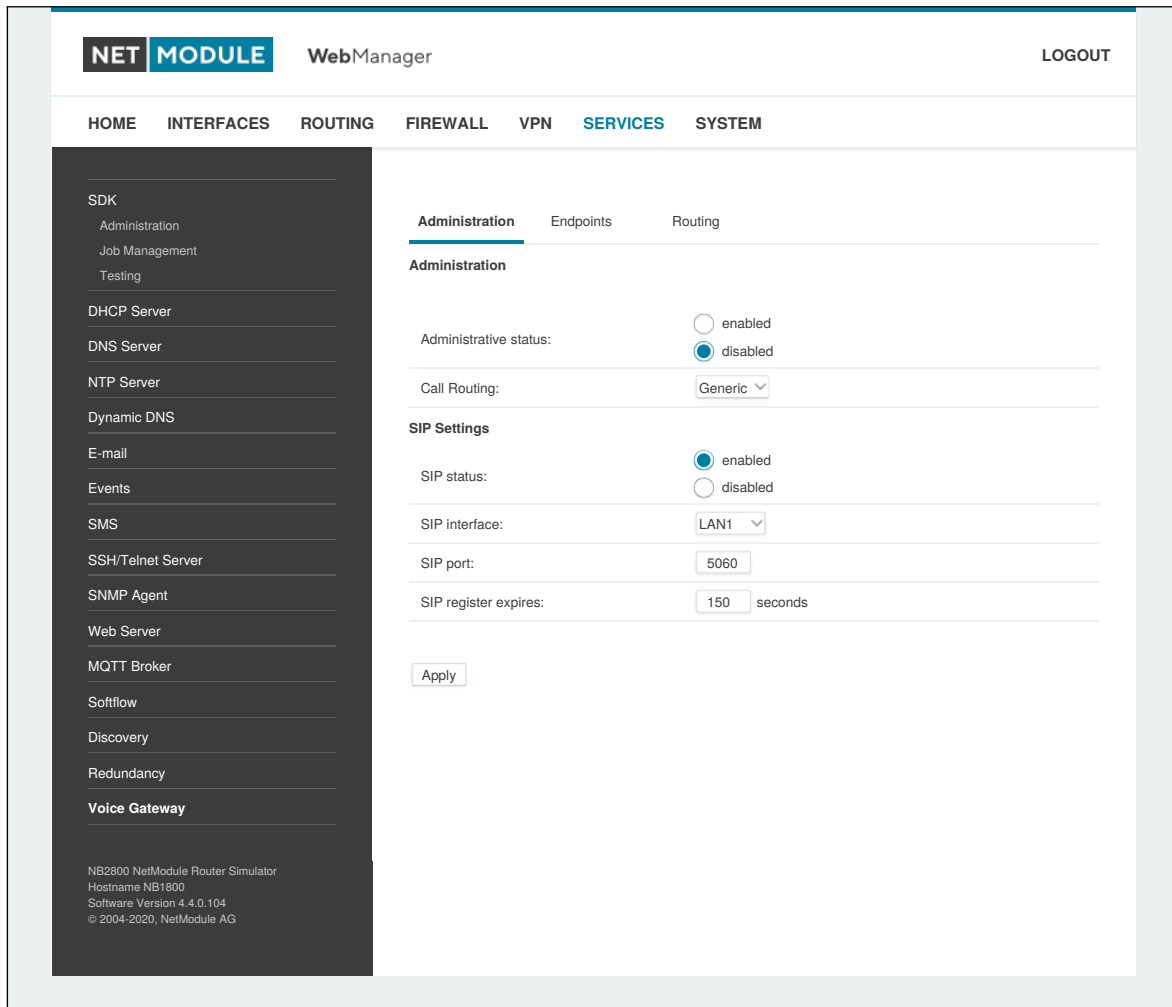 NET MODULE WebManager LOGOUT
HOME INTERFACES ROUTING FIREWALL VPN SERVICES SYSTEM
SDK
Administration
Job Management
Testing
DHCP Server
DNS Server
NTP Server
Dynamic DNS
E-mail
Events
SMS
SSH/Telnet Server
SNMP Agent
Web Server
MQTT Broker
Softflow
Discovery
Redundancy
Voice Gateway
NB2800 NetModule Router Simulator
Hostname NB1800
Software Version 4.4.0.104
© 2004-2020, NetModule AG
Administration Endpoints Routing
Administration
Administrative status:
enabled
disabled
Call Routing: Generic
SIP Settings
SIP status:
enabled
disabled
SIP interface: LAN1
SIP port: 5060
SIP register expires: 150 seconds
Apply